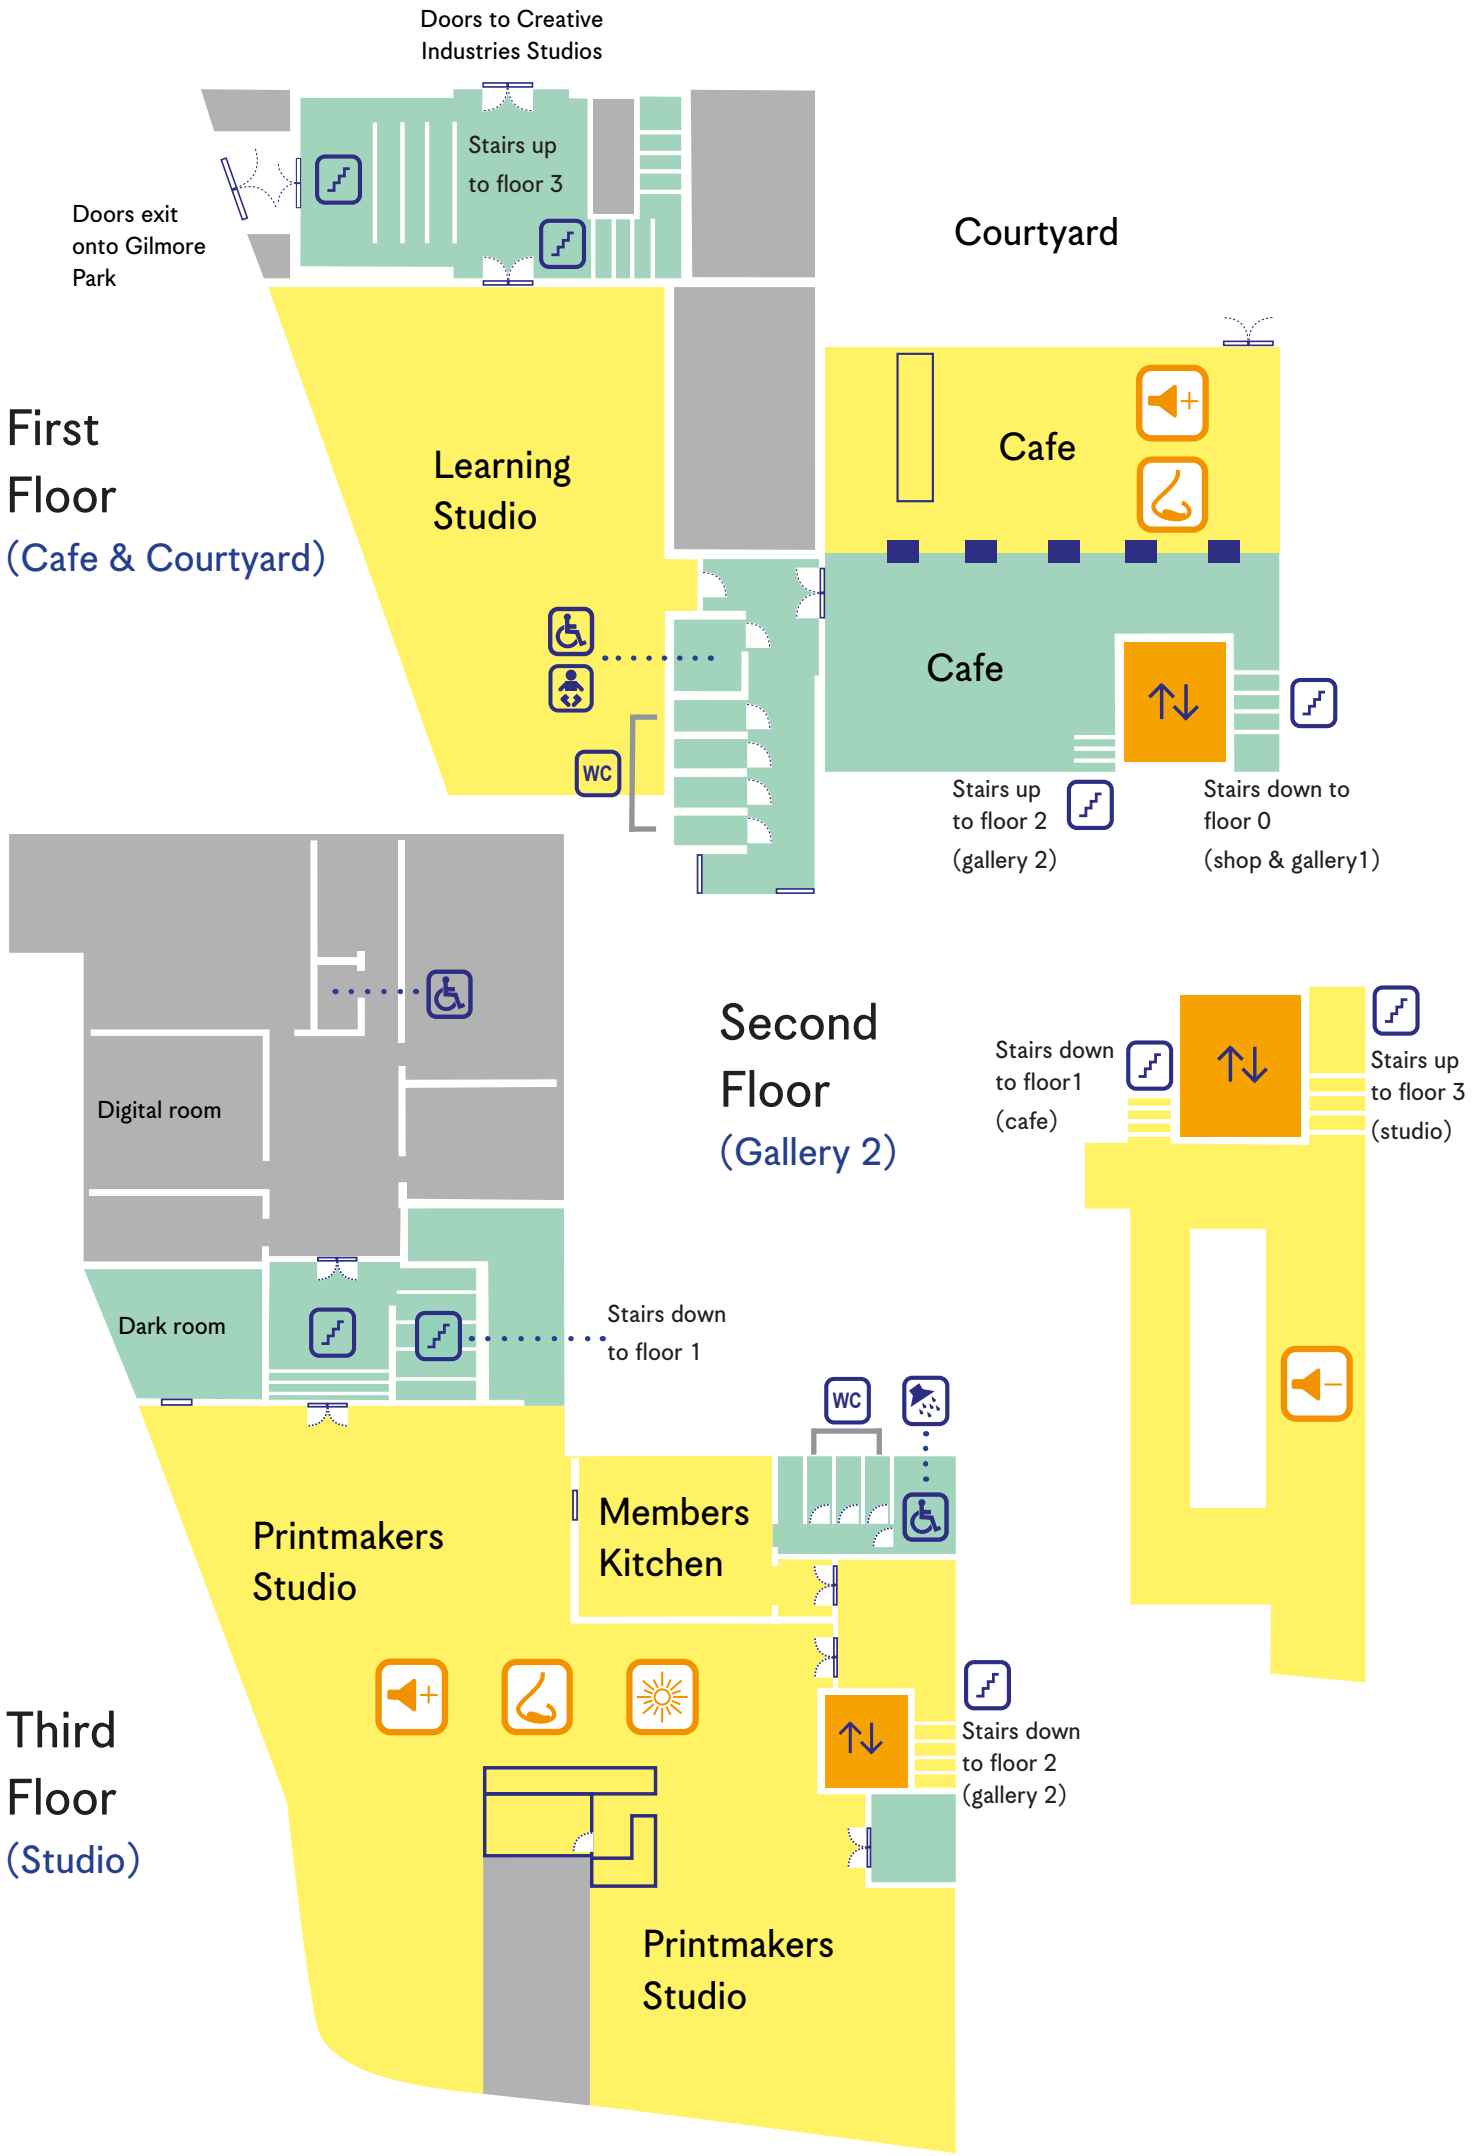 Doors to Creative
Industries Studios
Stairs up
to floor 3
Doors exit
onto Gilmore
Park
Courtyard
First
Floor
(Cafe & Courtyard)
Learning
Studio
Cafe
Cafe
WC
Stairs up
to floor 2
(gallery 2)
Stairs down to
floor 0
(shop & gallery1)
Second
Floor
(Gallery 2)
Stairs down
to floor1
(cafe)
Stairs up
to floor 3
(studio)
Digital room
Dark room
Stairs down
to floor 1
WC
Members
Kitchen
Printmakers
Studio
Third
Floor
(Studio)
Stairs down
to floor 2
(gallery 2)
Printmakers
Studio